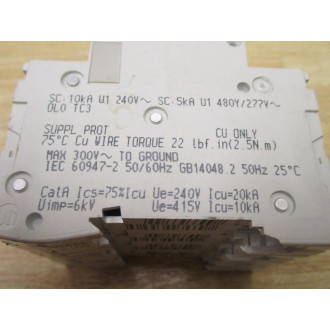 SC·10kA U1 240V~ SC·5kA U1 480Y/277V~
OL0 TC3
SUPPL PROT CU ONLY
75°C Cu WIRE TORQUE 22 lbf.in(2.5N.m)
MAX 300V~ TO GROUND
IEC 60947-2 50/60Hz GB14048.2 50Hz 25°C
CatA Ics=75%Icu Ue=240V Icu=20kA
Uimp=6kV Ue=415V Icu=10kA